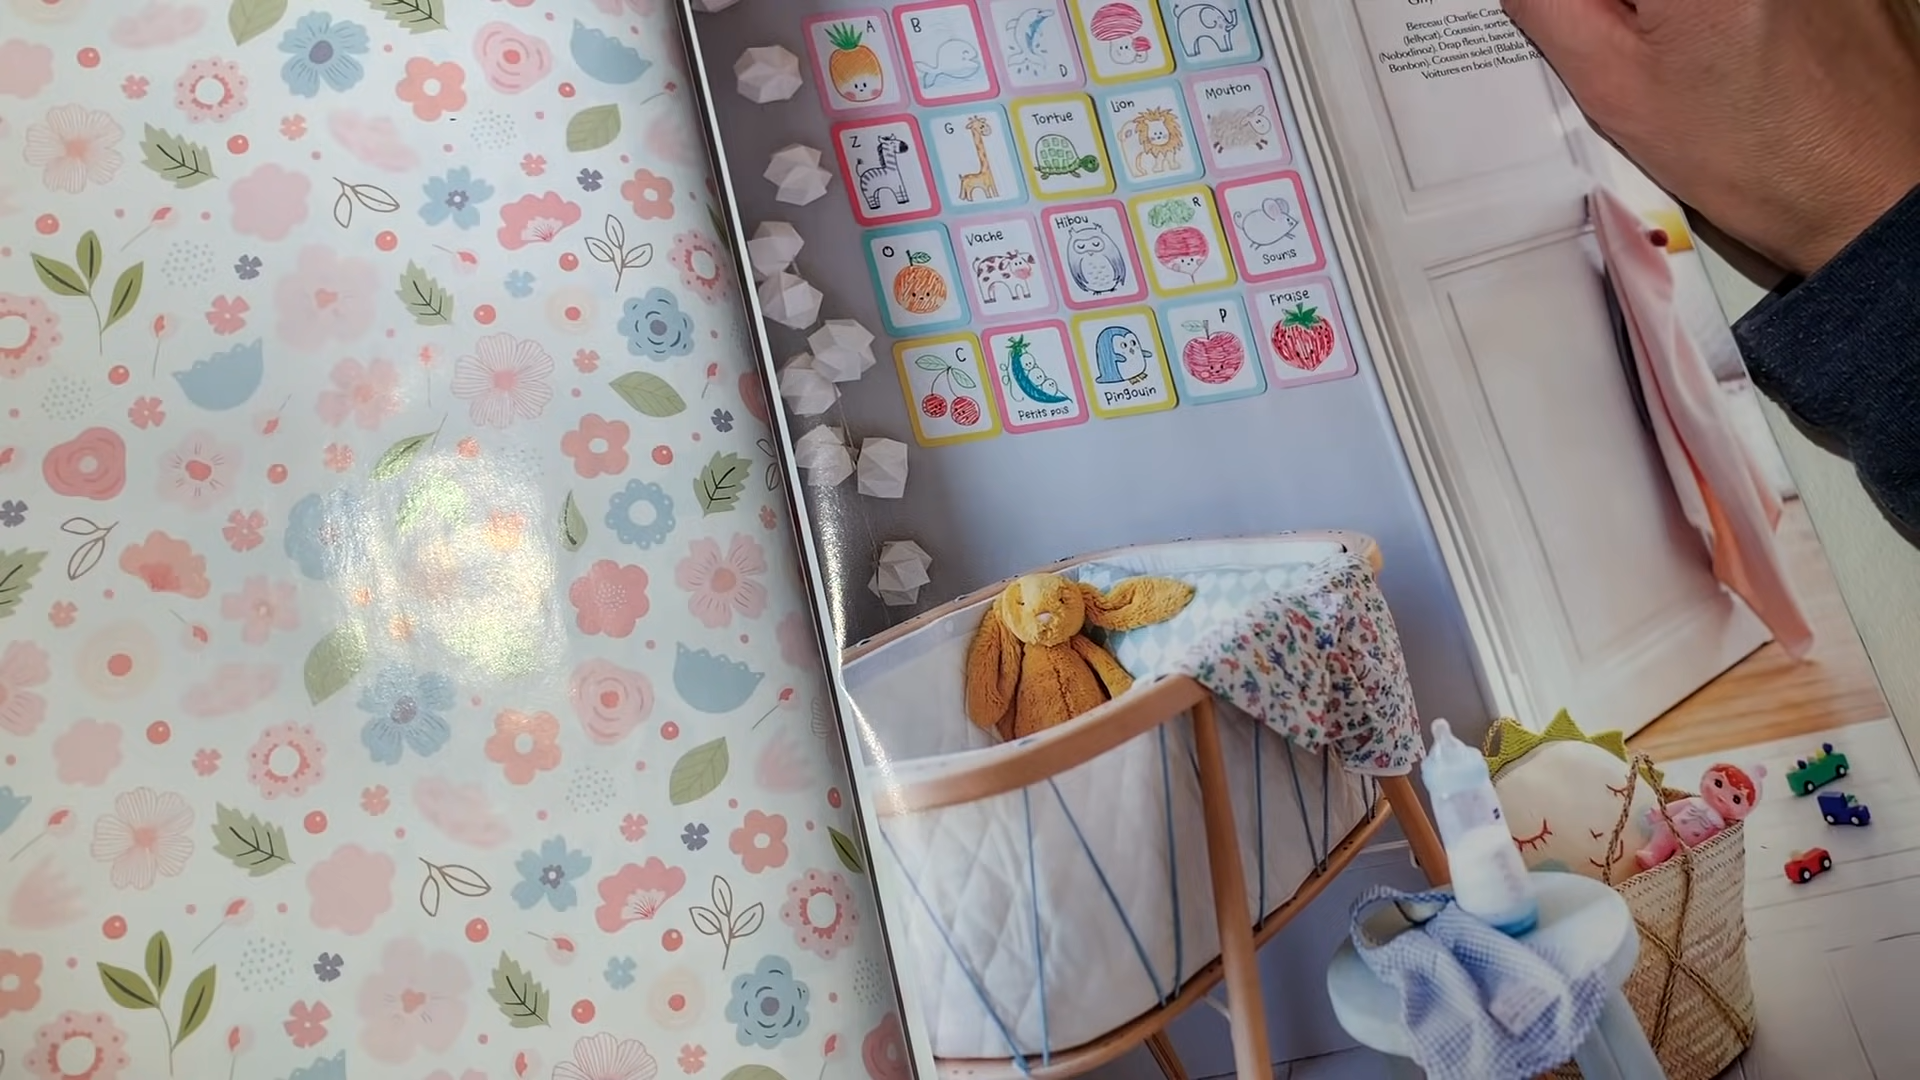 Berceau (Charlie Cran
(Jellycat). Coussin, sortie
(Nobodinoz). Drap fleuri, bavoir
Bonbon). Coussin soleil (Blabla
Voitures en bois (Moulin R
A
B
D
Z
G
Tortue
Lion
Mouton
O
Vache
Hibou
R
Souris
C
Petits pois
Pingouin
P
Fraise